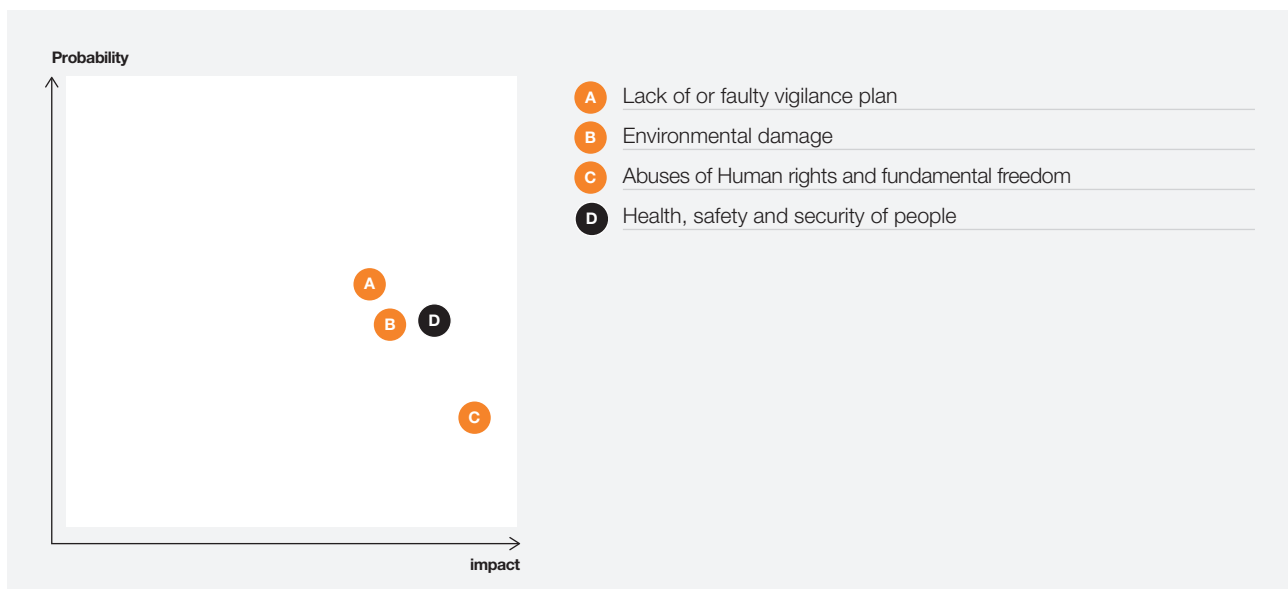 Probability
A Lack of or faulty vigilance plan
B Environmental damage
C Abuses of Human rights and fundamental freedom
D Health, safety and security of people
A
B
D
C
impact